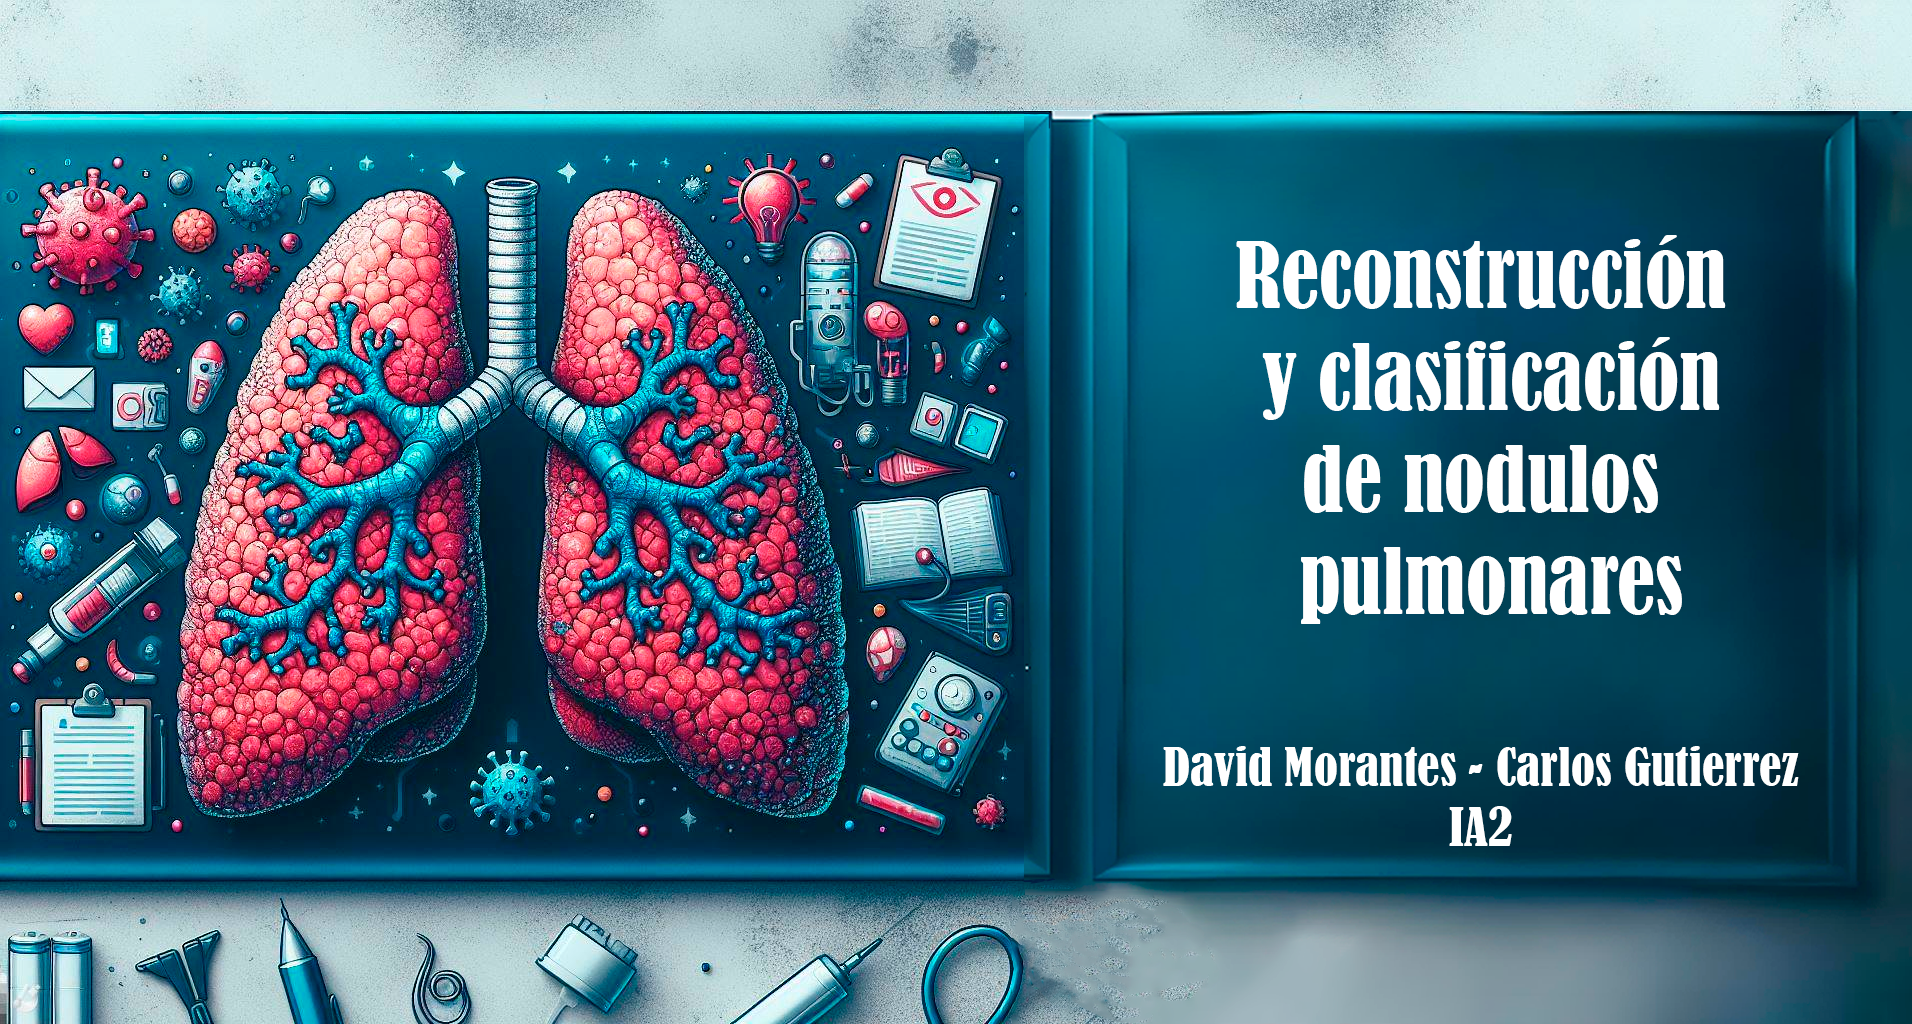 Reconstrucción
y clasificación
de nodulos
pulmonares
David Morantes - Carlos Gutierrez
IA2